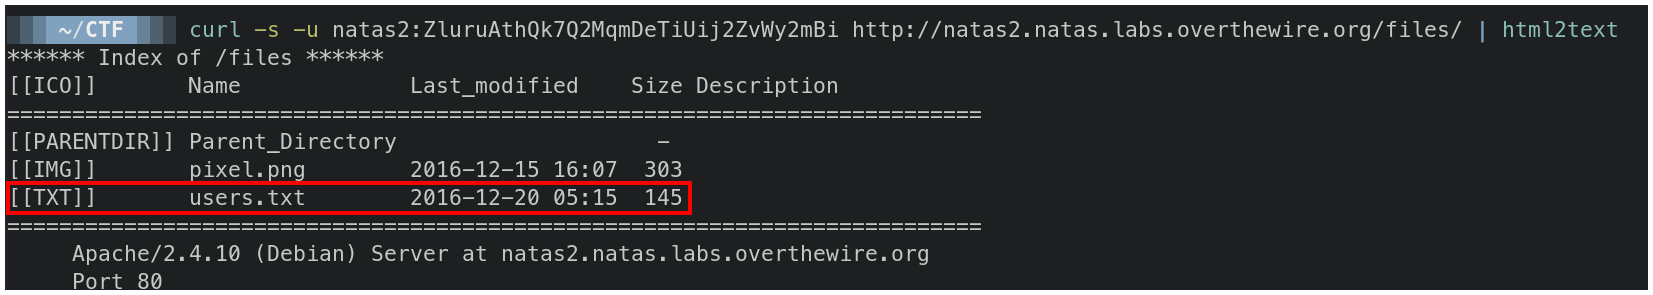 ~/CTF curl -s -u natas2:ZluruAthQk7Q2MqmDeTiUij2ZvWy2mBi http://natas2.natas.labs.overthewire.org/files/ | html2text
****** Index of /files ******
[[ICO]]       Name             Last_modified    Size Description
===========================================================================
[[PARENTDIR]] Parent_Directory                    -
[[IMG]]       pixel.png        2016-12-15 16:07  303
[[TXT]]       users.txt        2016-12-20 05:15  145
===========================================================================
     Apache/2.4.10 (Debian) Server at natas2.natas.labs.overthewire.org
     Port 80